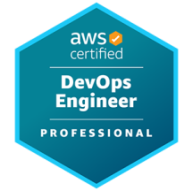 aws
certified
DevOps
Engineer
PROFESSIONAL